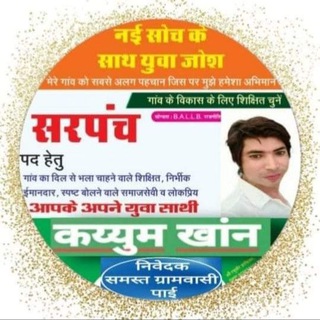 नई सोच के
साथ युवा जोश
मेरे गांव को सबसे अलग पहचान जिस पर मुझे हमेशा अभिमान
गांव के विकास के लिए शिक्षित चुनें
सरपंच
B.A.L.L.B
पद हेतु
गांव का दिल से भला चाहने वाले शिक्षित, निर्भीक
ईमानदार, स्पष्ट बोलने वाले समाजसेवी व लोकप्रिय
आपके अपने युवा साथी
कय्युम खांन
निवेदक
समस्त ग्रामवासी
पाई